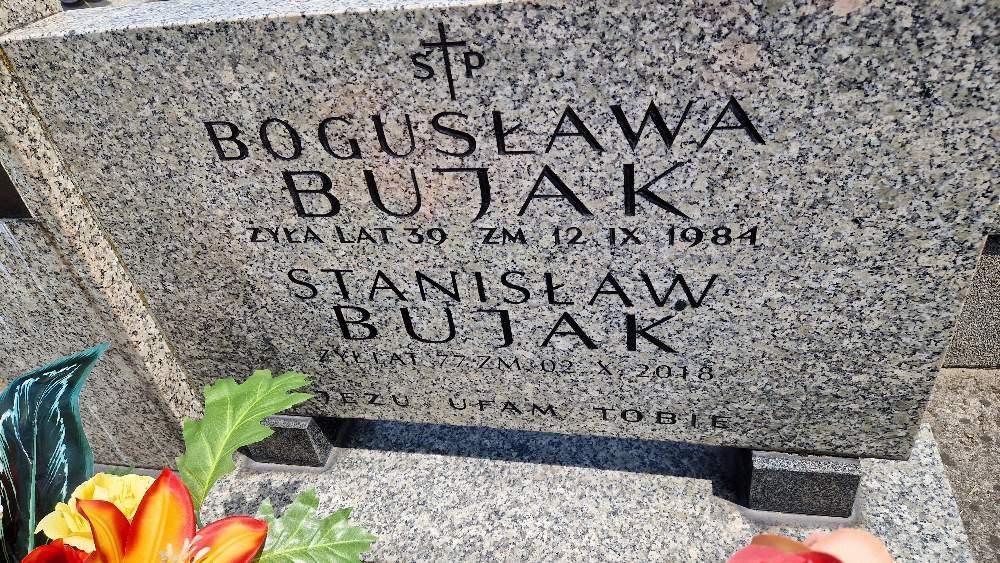 S P
BOGUSŁAWA
BUJAK
ŻYŁA LAT 39 ZM 12 IX 1984
STANISŁAW
BUJAK
ŻYŁ LAT 77 ZM. 02 X. 2018
JEZU UFAM TOBIE